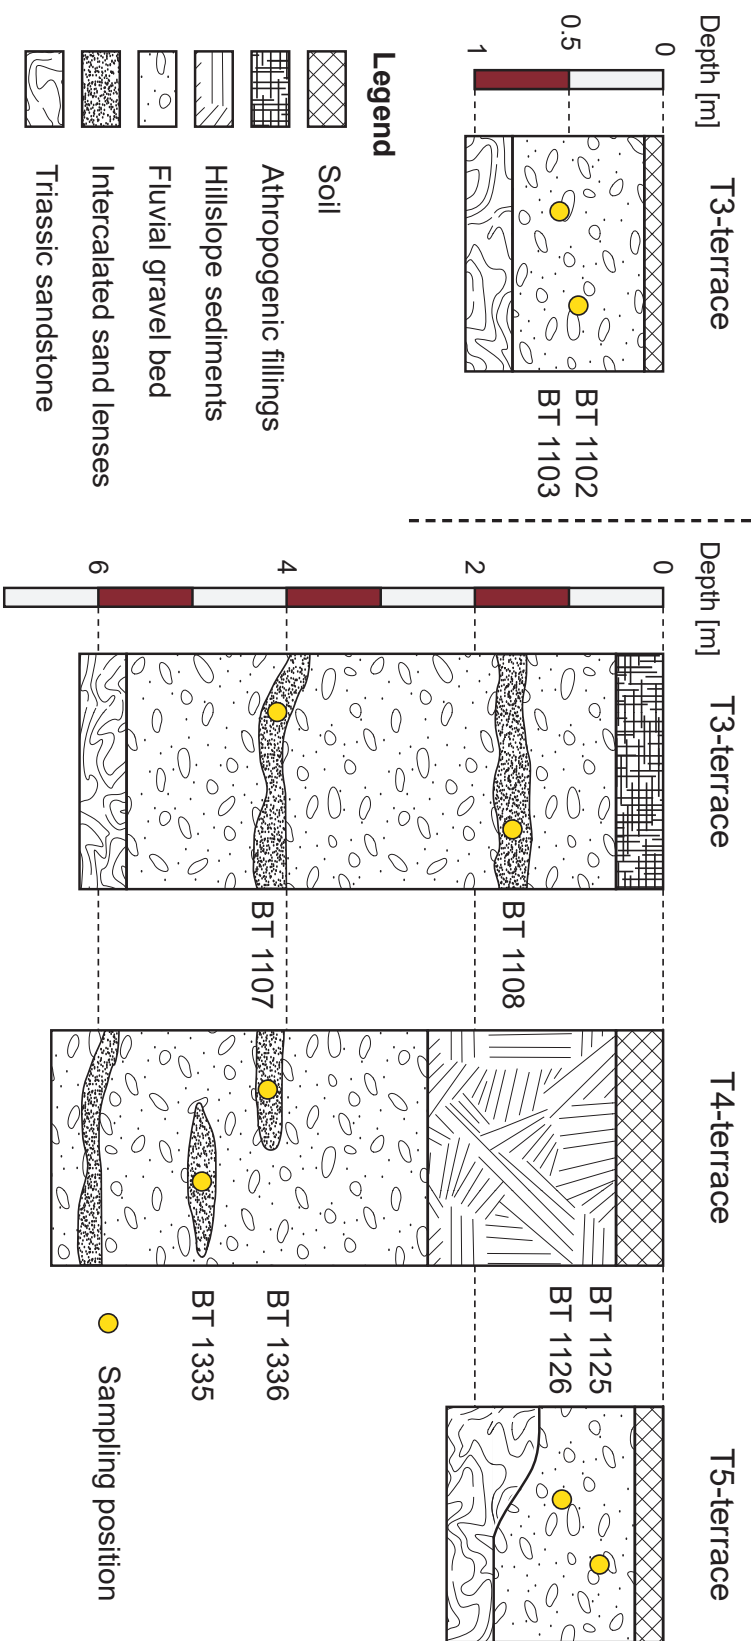 T3-terrace
Depth [m]
0
0.5
1
BT 1102
BT 1103
Legend
Soil
Athropogenic fillings
Hillslope sediments
Fluvial gravel bed
Intercalated sand lenses
Triassic sandstone
Depth [m]
0
2
4
6
T3-terrace
BT 1108
BT 1107
T4-terrace
BT 1336
BT 1335
T5-terrace
BT 1125
BT 1126
Sampling position